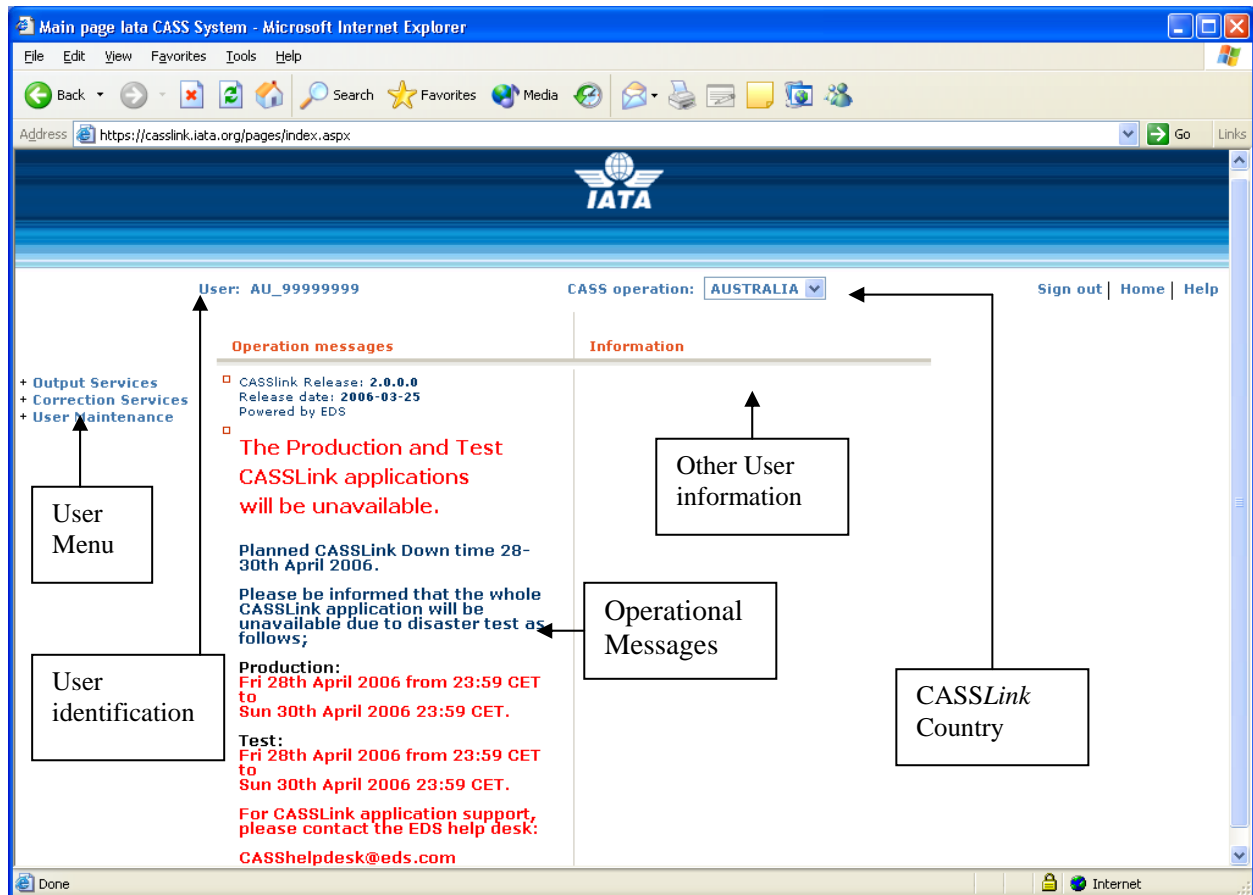 Main page Iata CASS System - Microsoft Internet Explorer
File Edit View Favorites Tools Help
Back Search Favorites Media
Address https://casslink.iata.org/pages/index.aspx Go Links
IATA
User: AU_99999999 CASS operation: AUSTRALIA Sign out | Home | Help
Operation messages Information
+ Output Services
+ Correction Services
+ User Maintenance
CASSlink Release: 2.0.0.0
Release date: 2006-03-25
Powered by EDS
The Production and Test
CASSLink applications
will be unavailable.
Planned CASSLink Down time 28-
30th April 2006.
Please be informed that the whole
CASSLink application will be
unavailable due to disaster test as
follows;
Production:
Fri 28th April 2006 from 23:59 CET
to
Sun 30th April 2006 23:59 CET.
Test:
Fri 28th April 2006 from 23:59 CET
to
Sun 30th April 2006 23:59 CET.
For CASSLink application support,
please contact the EDS help desk:
CASShelpdesk@eds.com
User
Menu
User
identification
Other User
information
Operational
Messages
CASSLink
Country
Done Internet